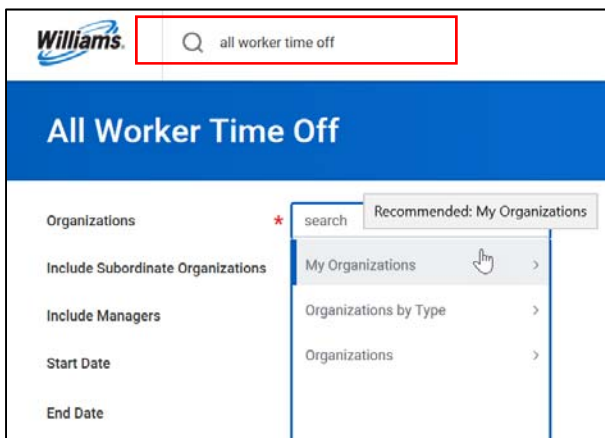 Williams.
all worker time off
All Worker Time Off
Organizations *
search
Recommended: My Organizations
Include Subordinate Organizations
My Organizations
Include Managers
Organizations by Type
Start Date
Organizations
End Date